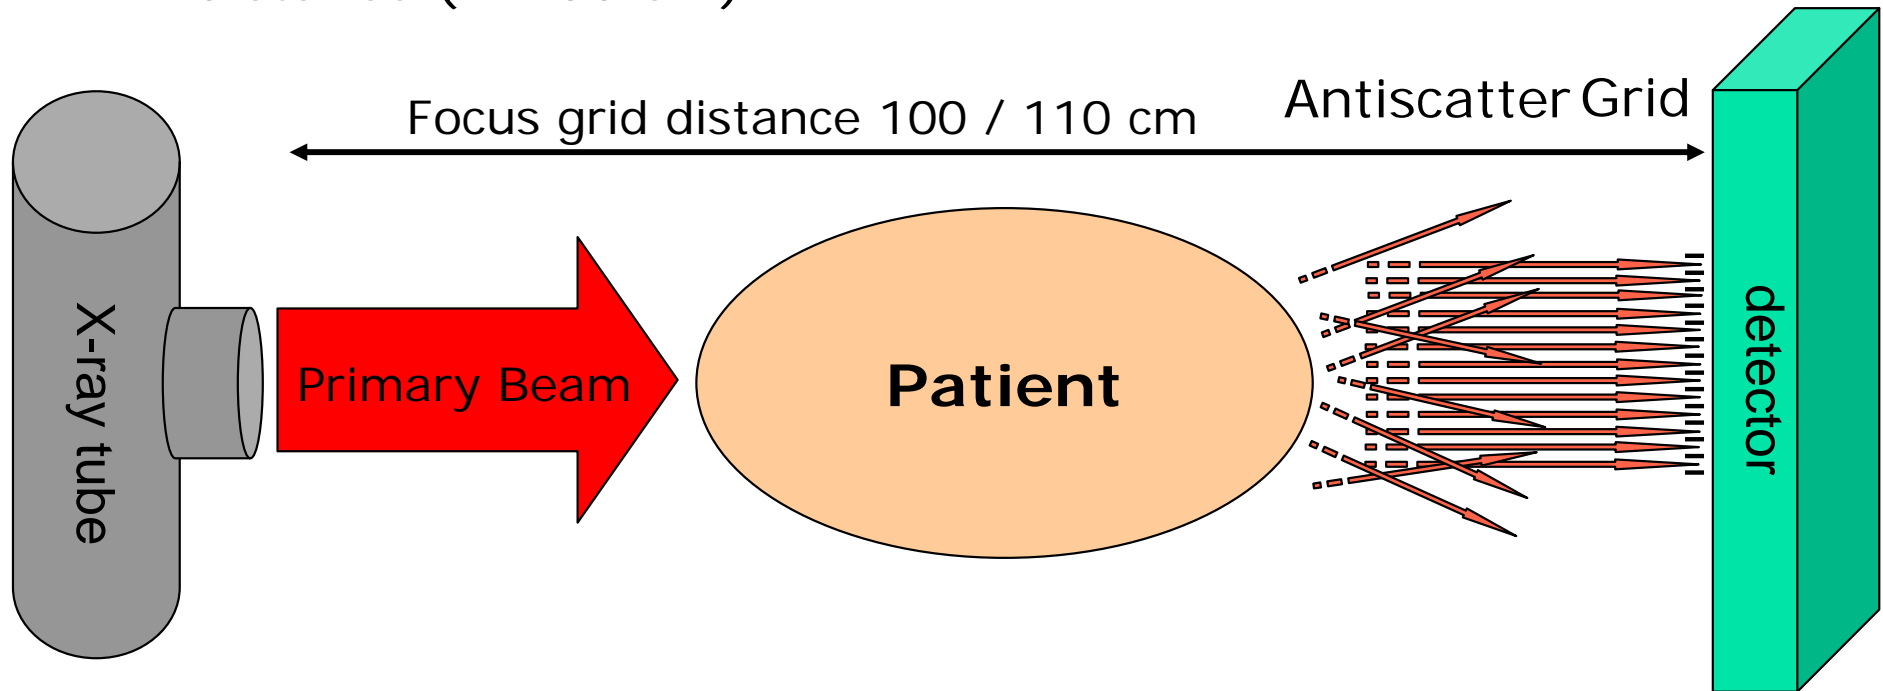 Focus grid distance 100 / 110 cm
Antiscatter Grid
X-ray tube
Primary Beam
Patient
detector